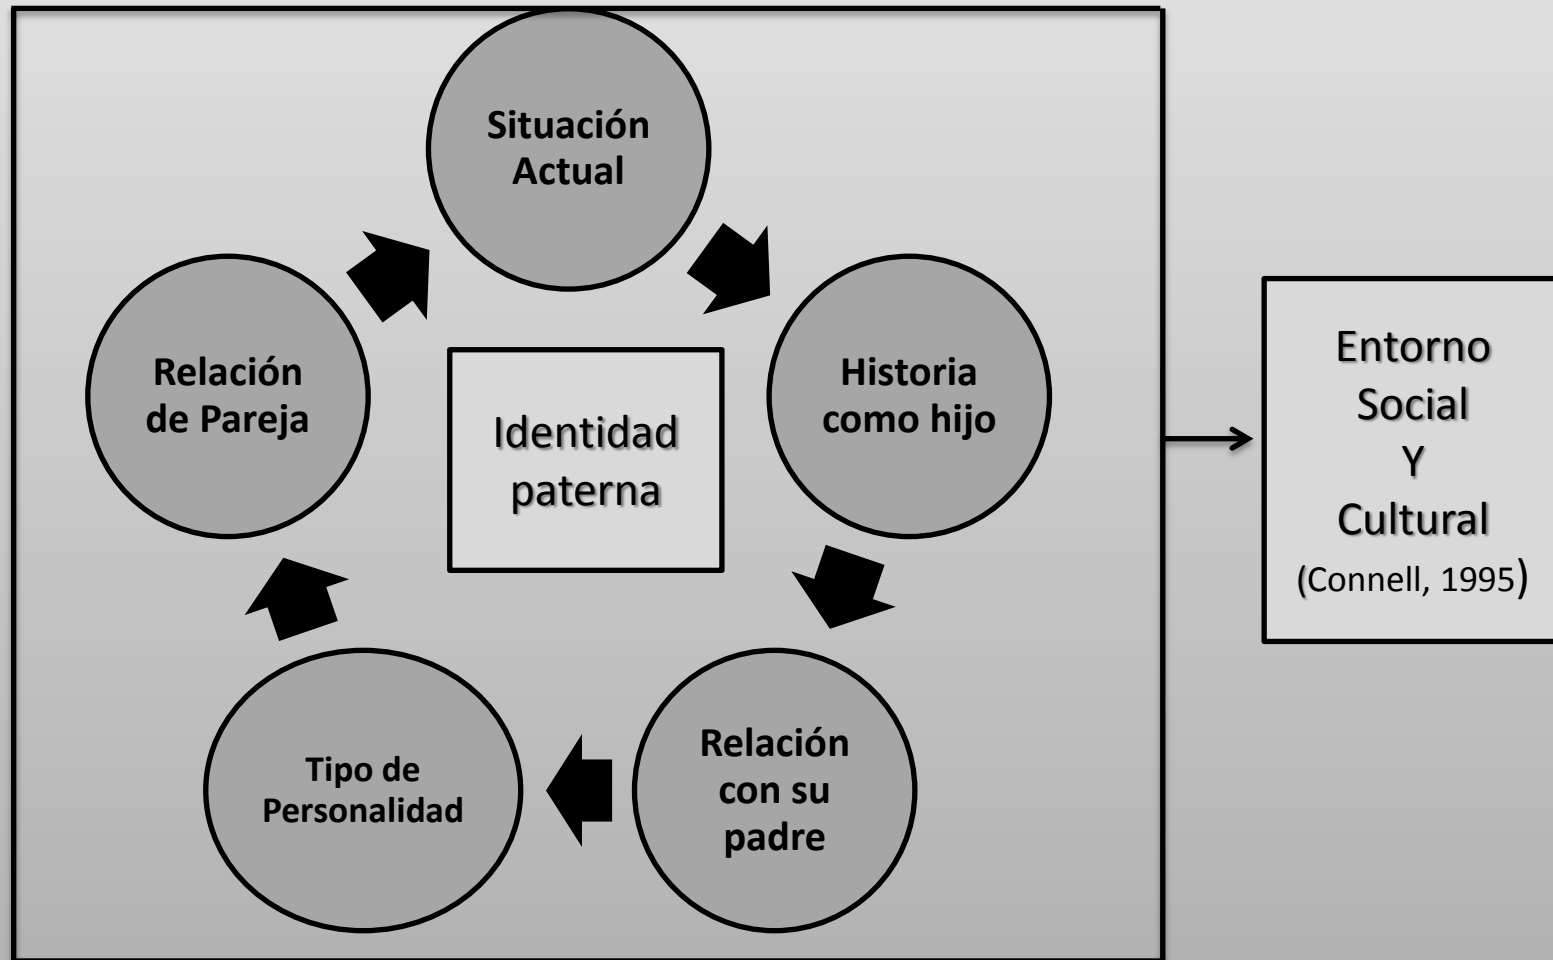 Situación
Actual
Relación
de Pareja
Identidad
paterna
Historia
como hijo
Tipo de
Personalidad
Relación
con su
padre
Entorno
Social
Y
Cultural
(Connell, 1995)